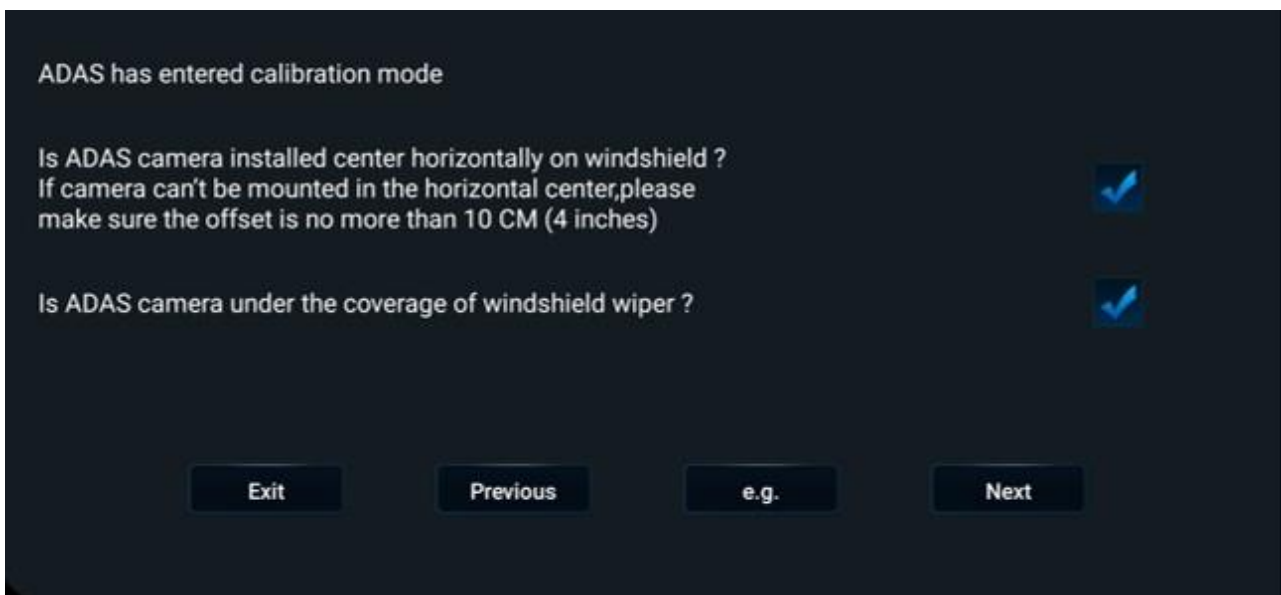 ADAS has entered calibration mode
Is ADAS camera installed center horizontally on windshield ?
If camera can't be mounted in the horizontal center,please
make sure the offset is no more than 10 CM (4 inches)
Is ADAS camera under the coverage of windshield wiper ?
Exit
Previous
e.g.
Next